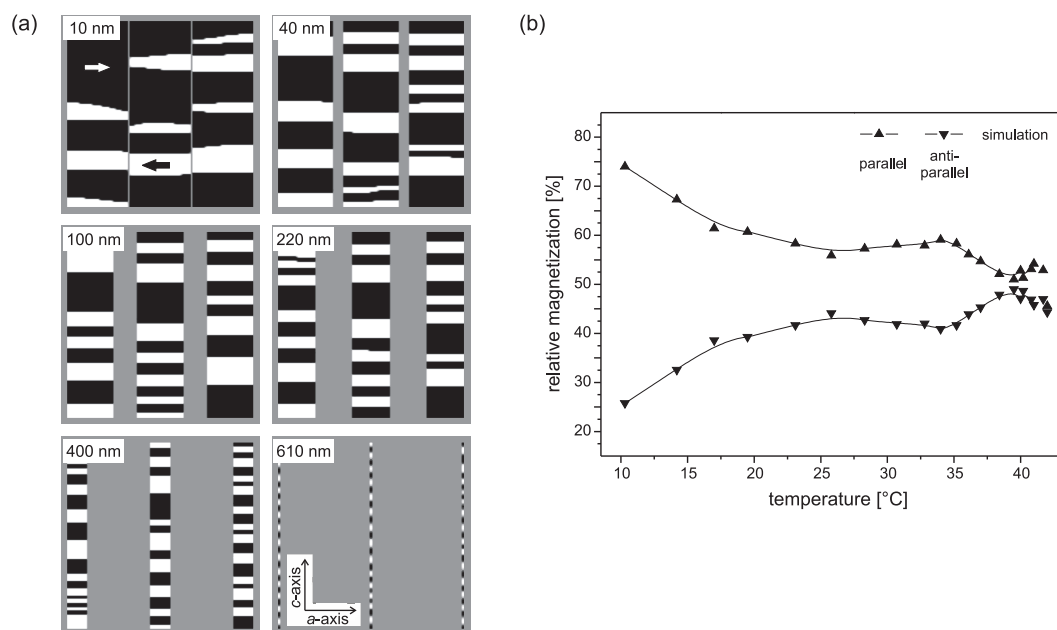 (a)
10 nm
40 nm
100 nm
220 nm
400 nm
610 nm
c-axis
a-axis
(b)
relative magnetization [%]
80
70
60
50
40
30
20
parallel
anti-
parallel
simulation
10
15
20
25
30
35
40
temperature [°C]